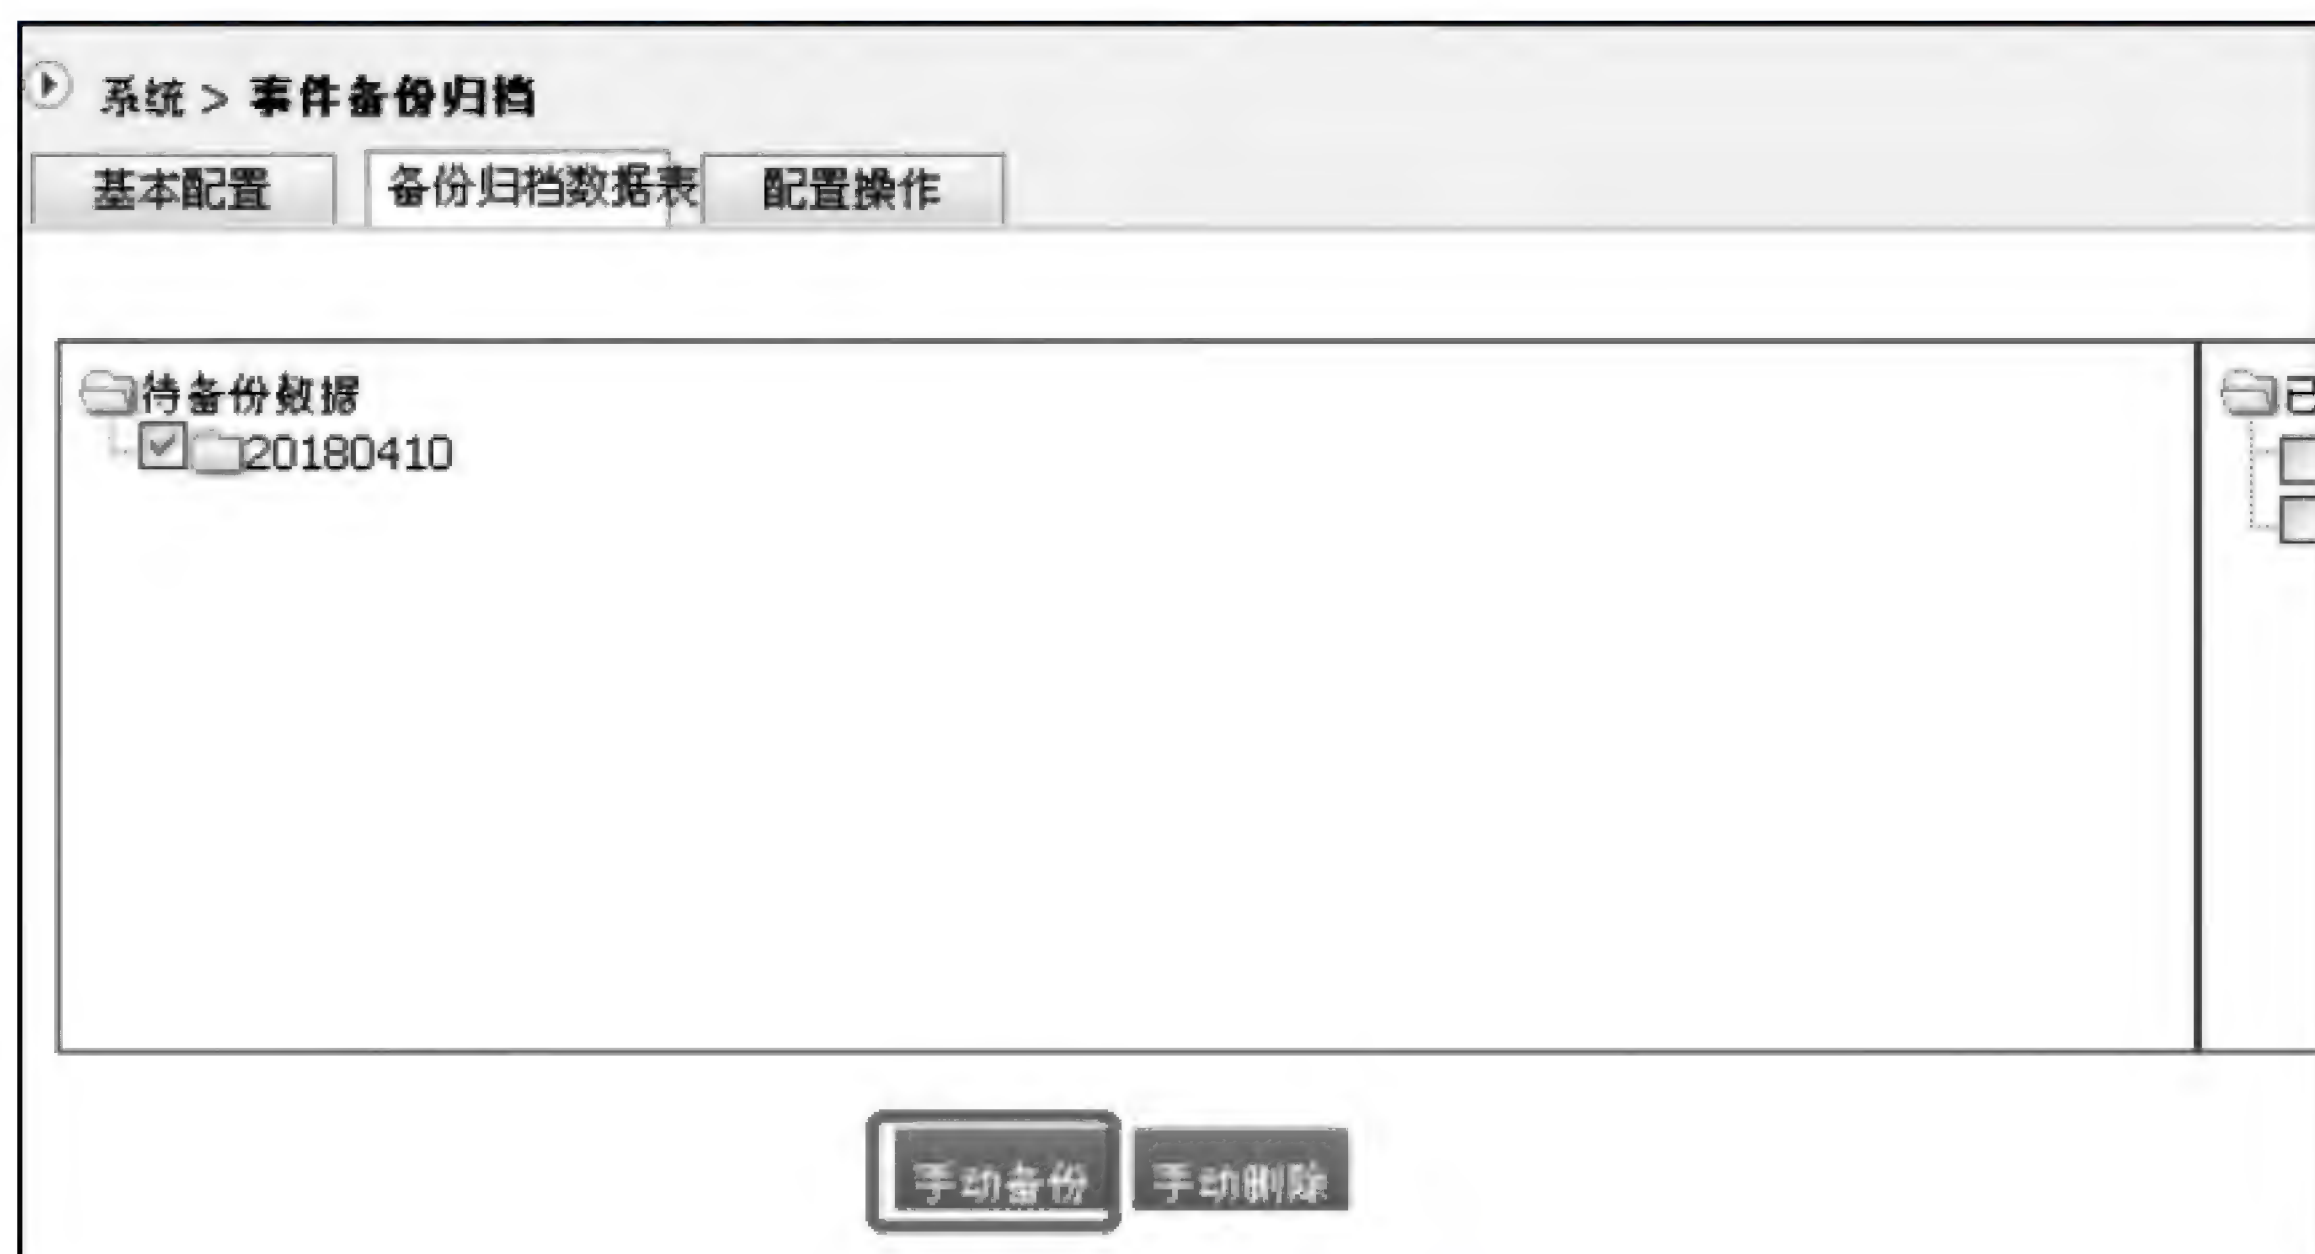 系统 > 事件备份归档
基本配置 备份归档数据表 配置操作
待备份数据
20180410
已
手动备份 手动删除